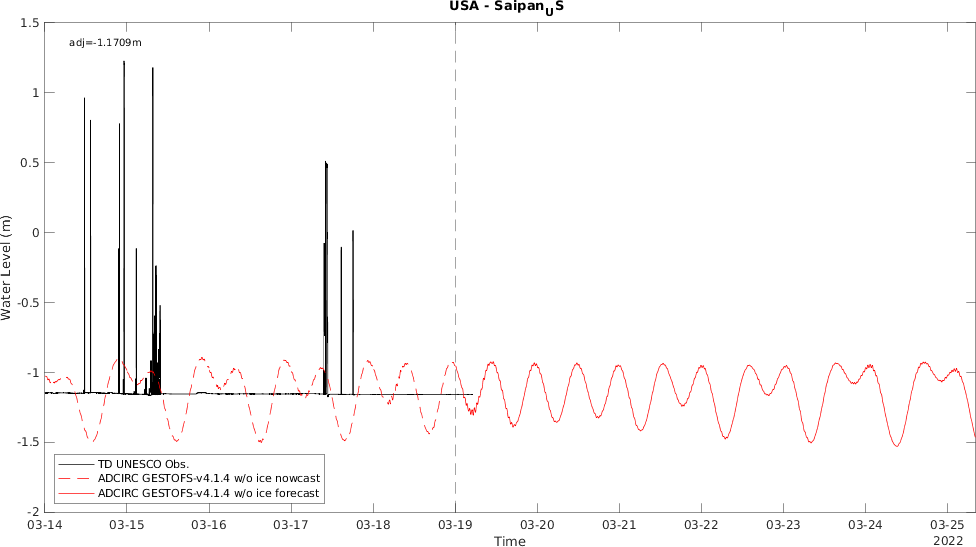 USA - Saipan_US
adj=-1.1709m
1.5
1
0.5
0
-0.5
-1
-1.5
-2
Water Level (m)
TD UNESCO Obs.
ADCIRC GESTOFS-v4.1.4 w/o ice nowcast
ADCIRC GESTOFS-v4.1.4 w/o ice forecast
03-14 03-15 03-16 03-17 03-18 03-19 03-20 03-21 03-22 03-23 03-24 03-25
Time
2022